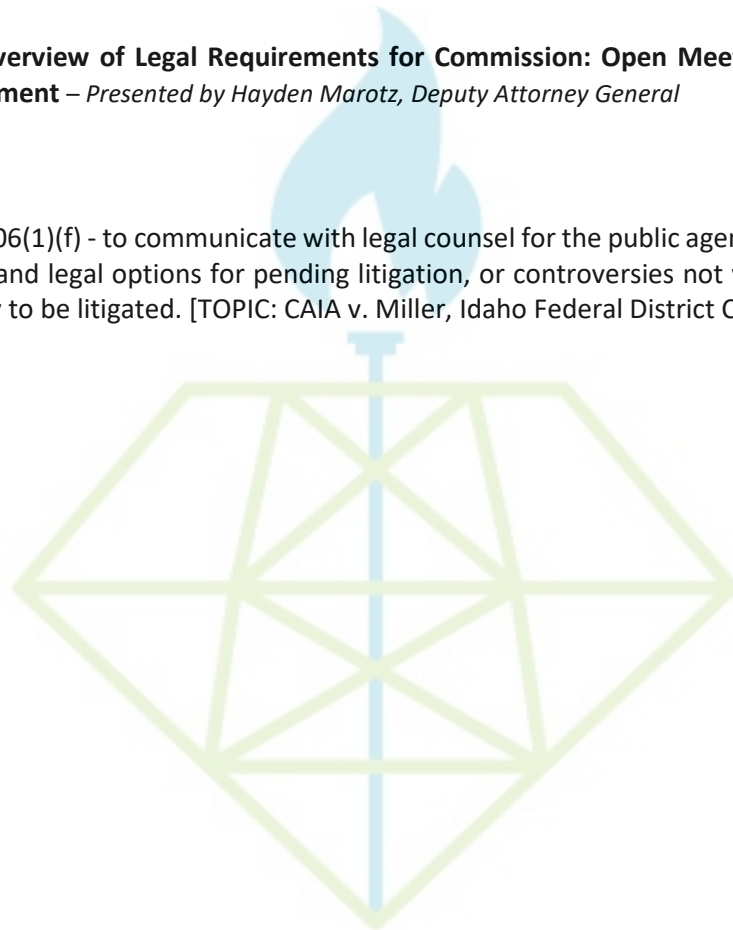 verview of Legal Requirements for Commission: Open Mee
ment – Presented by Hayden Marotz, Deputy Attorney General
06(1)(f) - to communicate with legal counsel for the public age
and legal options for pending litigation, or controversies not
to be litigated. [TOPIC: CAIA v. Miller, Idaho Federal District